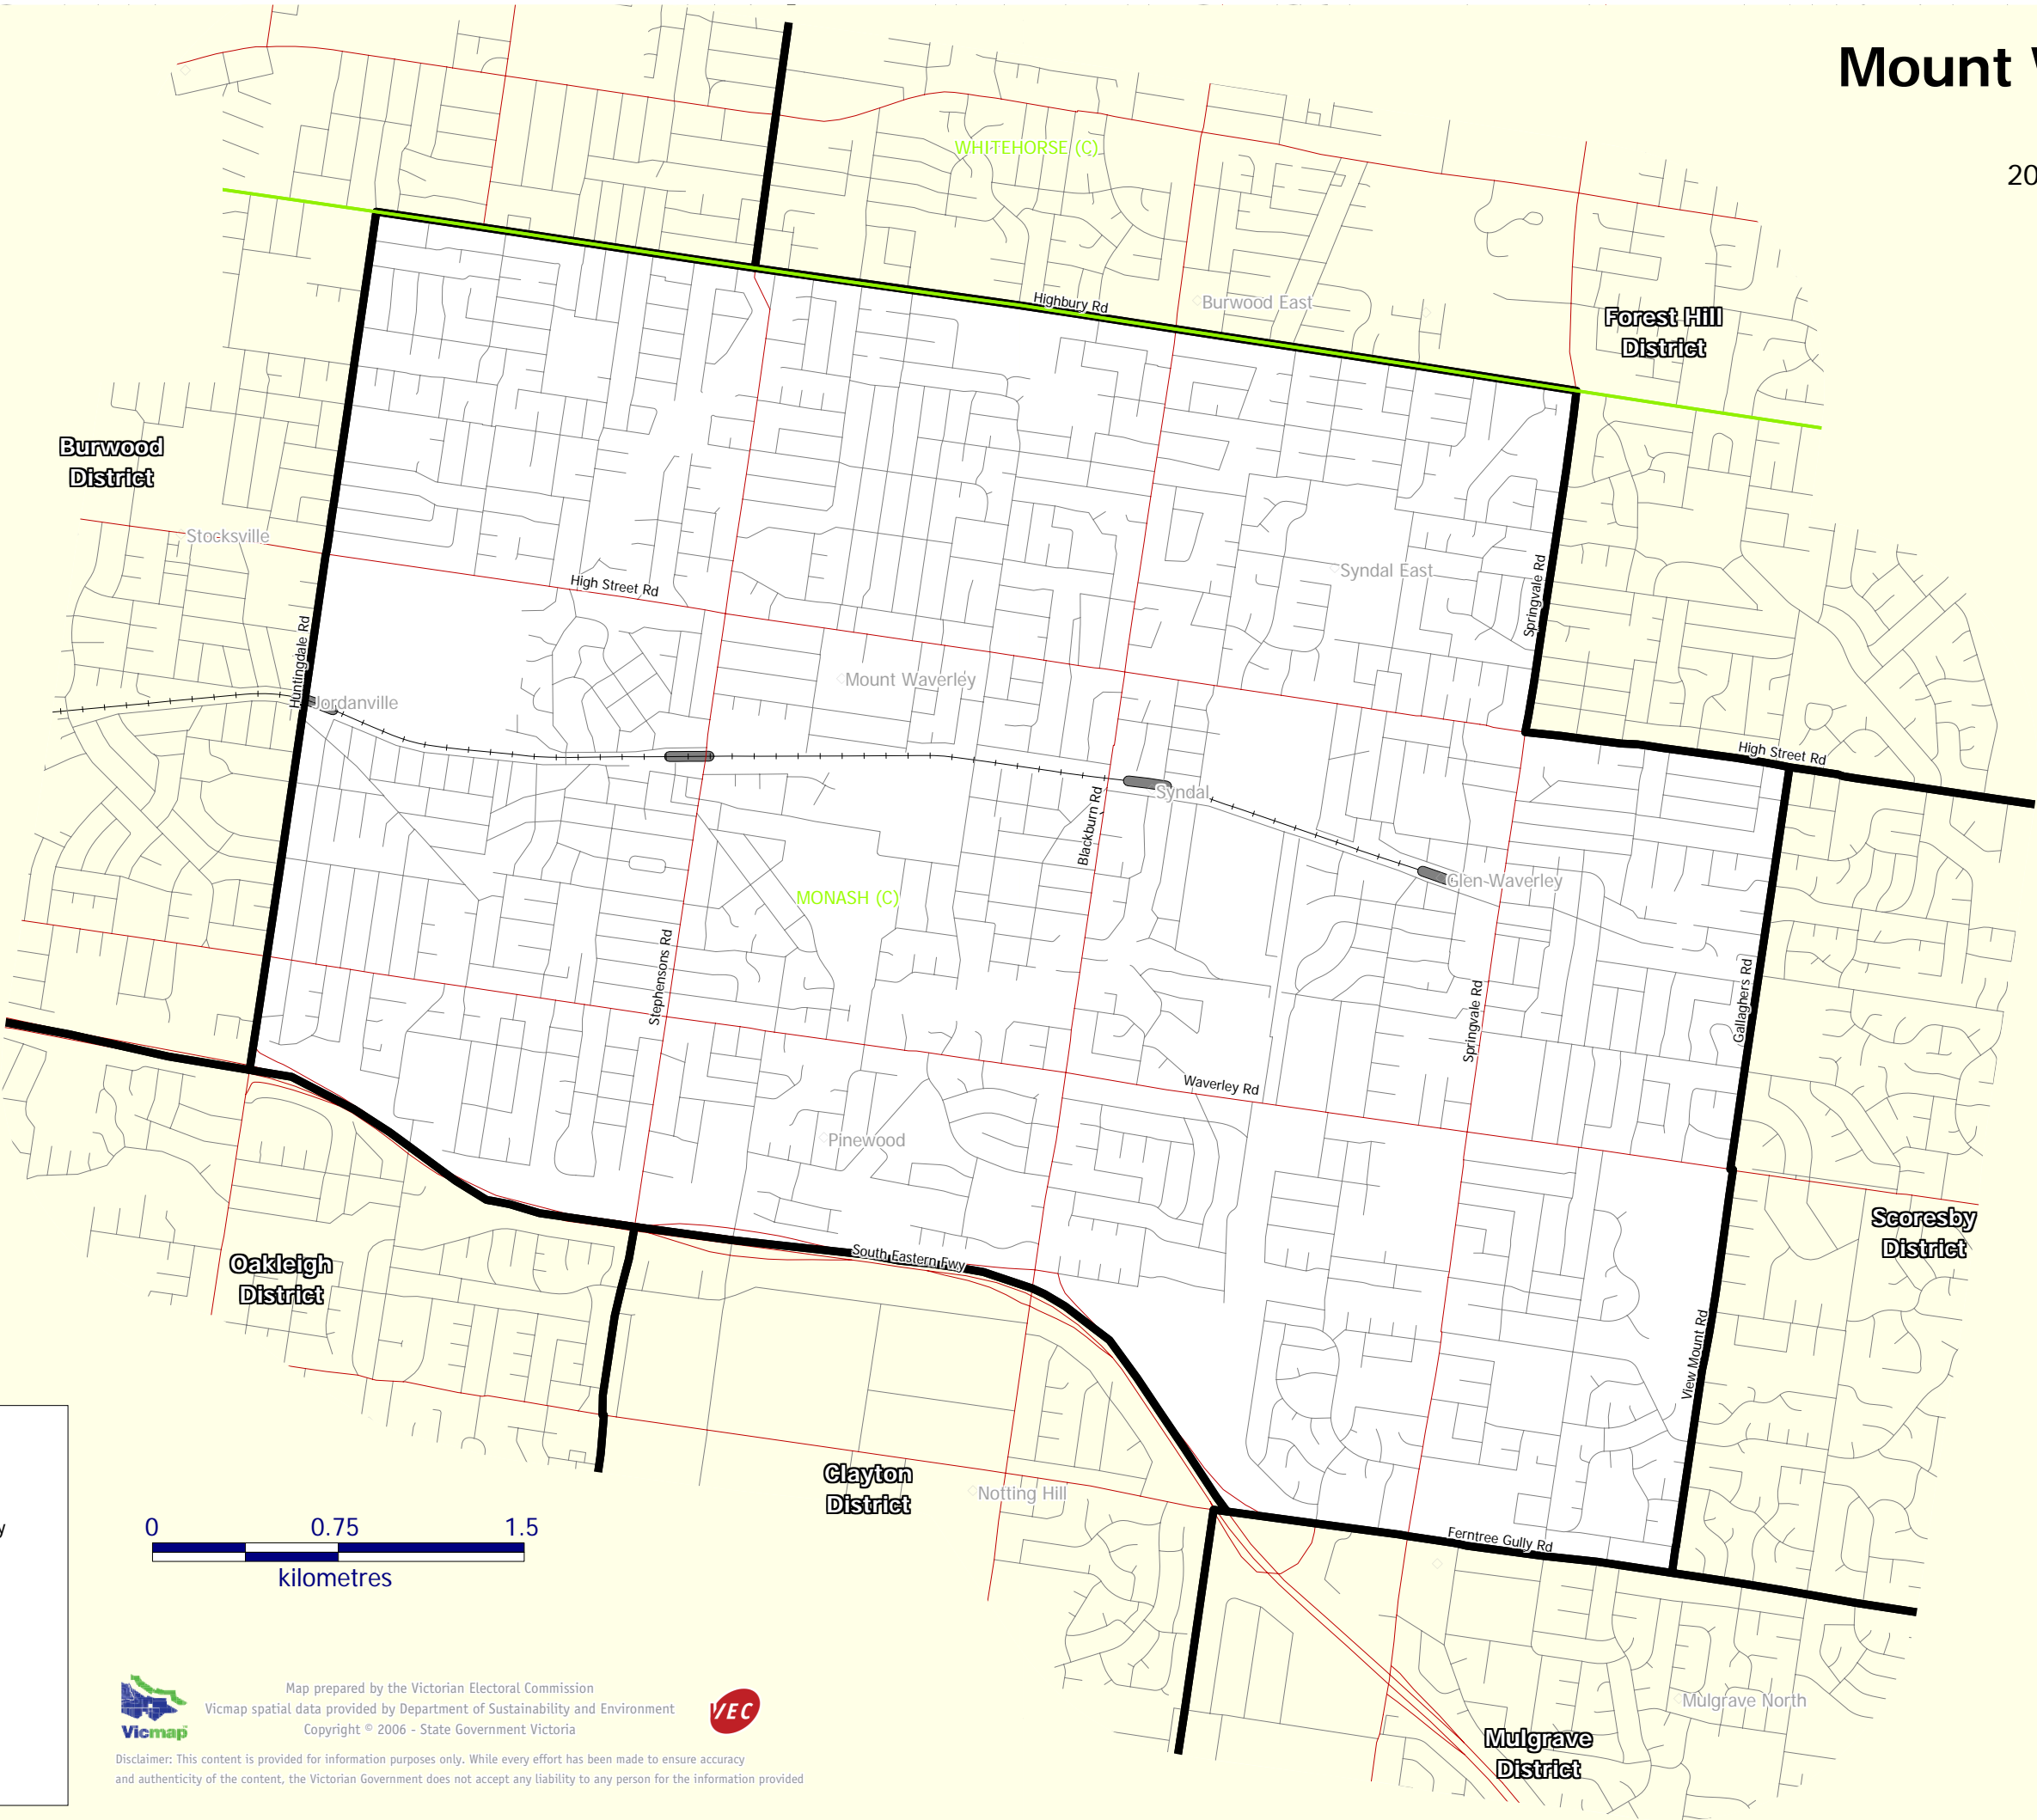 Mount
20
WHITEHORSE (C)
Highbury Rd
Burwood East
Forest Hill
District
Burwood
District
Stocksville
High Street Rd
Syndal East
Springvale Rd
Huntingdale Rd
Jordanville
Mount Waverley
High Street Rd
Syndal
Blackburn Rd
Glen Waverley
MONASH (C)
Stephensons Rd
Springvale Rd
Gallaghers Rd
Waverley Rd
Pinewood
Scoresby
District
Oakleigh
District
South Eastern Fwy
View Mount Rd
Clayton
District
Notting Hill
Ferntree Gully Rd
y
0 0.75 1.5
kilometres
Mulgrave North
Mulgrave
District
Vicmap
Map prepared by the Victorian Electoral Commission
Vicmap spatial data provided by Department of Sustainability and Environment
Copyright © 2006 - State Government Victoria
VEC
Disclaimer: This content is provided for information purposes only. While every effort has been made to ensure accuracy
and authenticity of the content, the Victorian Government does not accept any liability to any person for the information provided